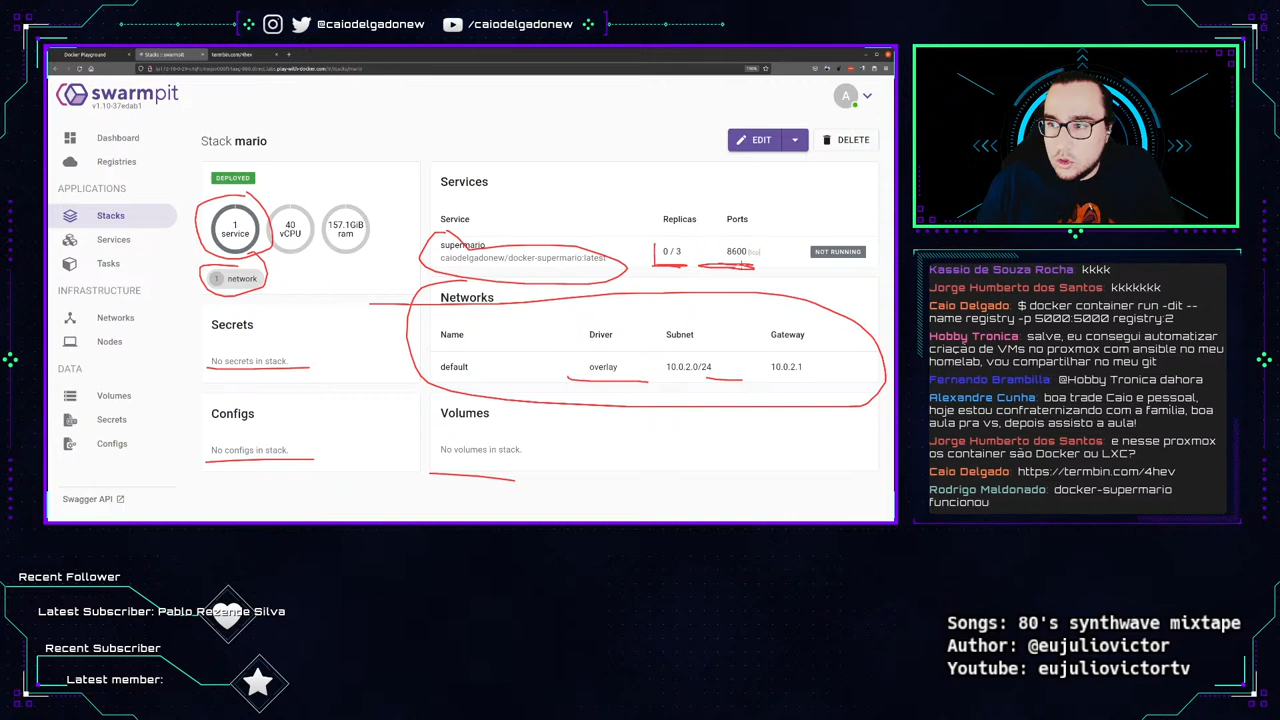 @caiodelgadonew /caiodelgadonew
Docker Playground
Stacks :: swarmpit
termbin.com/4hev
swarmpit
v1.10-37edab1
A
Dashboard
Registries
APPLICATIONS
Stacks
Services
Tasks
INFRASTRUCTURE
Networks
Nodes
DATA
Volumes
Secrets
Configs
Swagger API
Stack mario
EDIT
DELETE
DEPLOYED
1 service
40 vCPU
157.1GiB ram
1 network
Secrets
No secrets in stack.
Configs
No configs in stack.
Services
Service Replicas Ports
supermario
caiodelgadonew/docker-supermario:latest
0 / 3 8600 [tcp] NOT RUNNING
Networks
Name Driver Subnet Gateway
default overlay 10.0.2.0/24 10.0.2.1
Volumes
No volumes in stack.
Kassio de Souza Rocha: kkkk
Jorge Humberto dos Santos: kkkkkkk
Caio Delgado: $ docker container run -dit --
name registry -p 5000:5000 registry:2
Hobby Tronica: salve, eu consegui automatizar
criação de VMs no proxmox com ansible no meu
homelab, vou compartilhar no meu git
Fernando Brambilla: @Hobby Tronica dahora
Alexandre Cunha: boa trade Caio e pessoal,
hoje estou confraternizando com a familia, boa
aula pra vs, depois assisto a aula!
Jorge Humberto dos Santos: e nesse proxmox
os container são Docker ou LXC?
Caio Delgado: https://termbin.com/4hev
Rodrigo Maldonado: docker-supermario
funcionou
Recent Follower
Latest Subscriber: Pablo Rezende Silva
Recent Subscriber
Latest member:
Songs: 80's synthwave mixtape
Author: @eujuliovictor
Youtube: eujuliovictortv